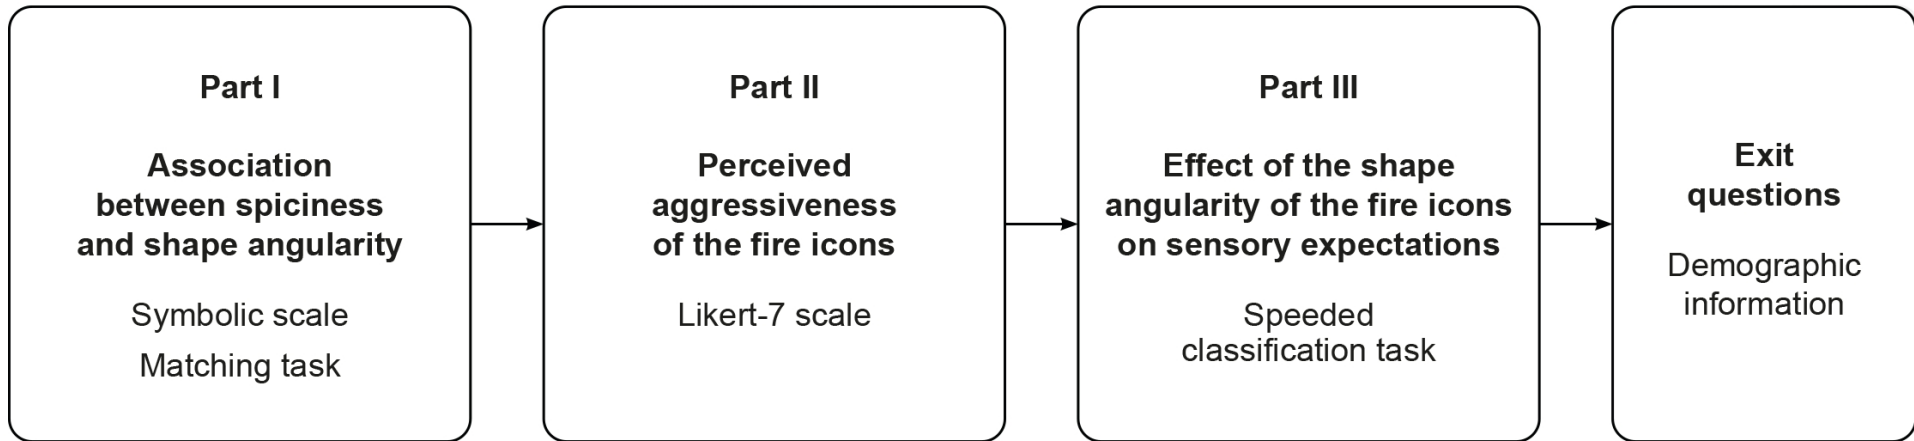 Part I
Association
between spiciness
and shape angularity
Symbolic scale
Matching task
Part II
Perceived
aggressiveness
of the fire icons
Likert-7 scale
Part III
Effect of the shape
angularity of the fire icons
on sensory expectations
Speeded
classification task
Exit
questions
Demographic
information